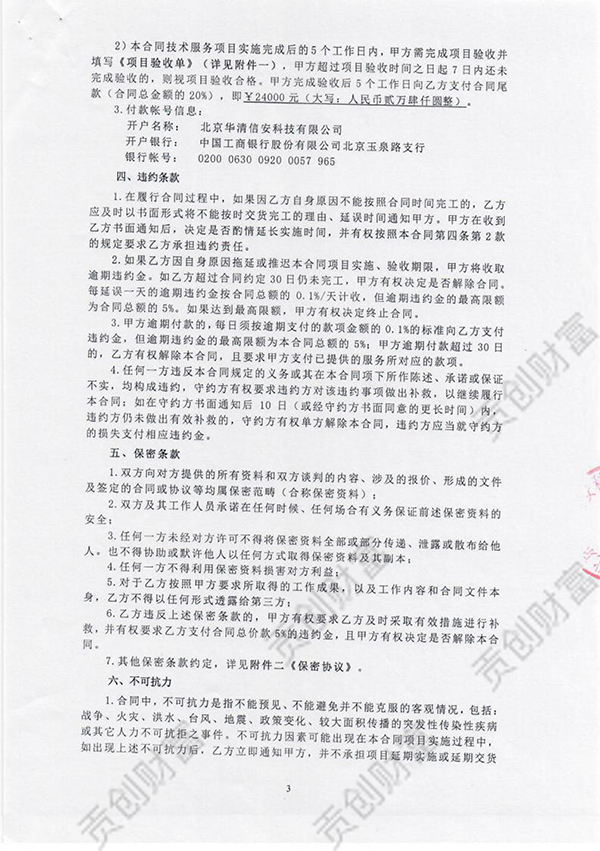 2)本合同技术服务项目实施完成后的5个工作日内，甲方需完成项目验收并
填写《项目验收单》（详见附件一），甲方超过项目验收时间之日起7日内还未
完成验收的，则视项目验收合格。甲方完成验收后5个工作日向乙方支付合同尾
款（合同总金额的20%），即￥24000元（大写：人民币贰万肆仟圆整）。
3.付款帐号信息：
开户名称： 北京华清信安科技有限公司
开户银行： 中国工商银行股份有限公司北京玉泉路支行
银行帐号： 0200 0630 0920 0057 965
四、违约条款
1.在履行合同过程中，如果因乙方自身原因不能按照合同时间完工的，乙方
应及时以书面形式将不能按时交货完工的理由、延误时间通知甲方。甲方在收到
乙方书面通知后，决定是否酌情延长实施时间，并有权按照本合同第四条第2款
的规定要求乙方承担违约责任。
2.如果乙方因自身原因拖延或推迟本合同项目实施、验收期限，甲方将收取
逾期违约金。如乙方超过合同约定30日仍未完工，甲方有权决定是否解除合同。
每延误一天的逾期违约金按合同总额的0.1%/天计收，但逾期违约金的最高限额
为合同总额的5%。如果达到最高限额，甲方有权决定终止合同。
3.甲方逾期付款的，每日须按逾期支付的款项金额的0.1%的标准向乙方支付
违约金，但逾期违约金的最高限额为本合同总额的5%；甲方逾期付款超过30日
的，乙方有权解除本合同，且要求甲方支付已提供的服务所对应的款项。
4.任何一方违反本合同规定的义务或其在本合同项下所作陈述、承诺或保证
不实，均构成违约，守约方有权要求违约方对该违约事项做出补救，以继续履行
本合同；如在守约方书面通知后10日（或经守约方书面同意的更长时间）内，
违约方仍未做出有效补救的，守约方有权单方解除本合同，违约方应当就守约方
的损失支付相应违约金。
五、保密条款
1.双方向对方提供的所有资料和双方谈判的内容、涉及的报价、形成的文件
及签定的合同或协议等均属保密范畴（合称保密资料）；
2.双方及其工作人员承诺在任何时候、任何场合有义务保证前述保密资料的
安全；
3.任何一方未经对方许可不得将保密资料全部或部分传递、泄露或散布给他
人。也不得协助或默许他人以任何方式取得保密资料及其副本；
4.任何一方不得利用保密资料损害对方利益；
5.对于乙方按照甲方要求所取得的工作成果，以及工作内容和合同文件本
身，乙方不得以任何形式透露给第三方；
6.乙方违反上述保密条款的，甲方有权要求乙方及时采取有效措施进行补
救，并有权要求乙方支付合同总价款5%的违约金，且甲方有权决定是否解除本合
同。
7.其他保密条款约定，详见附件二《保密协议》。
六、不可抗力
1.合同中，不可抗力是指不能预见、不能避免并不能克服的客观情况，包括：
战争、火灾、洪水、台风、地震、政策变化、较大面积传播的突发性传染性疾病
或其它人力不可抗拒之事件。不可抗力因素可能出现在本合同项目实施过程中，
如出现上述不可抗力后，乙方立即通知甲方，并不承担项目延期实施或延期交货
3
贡创财富
贡创财富
贡创财富
贡创财富
贡创财富
贡创财富